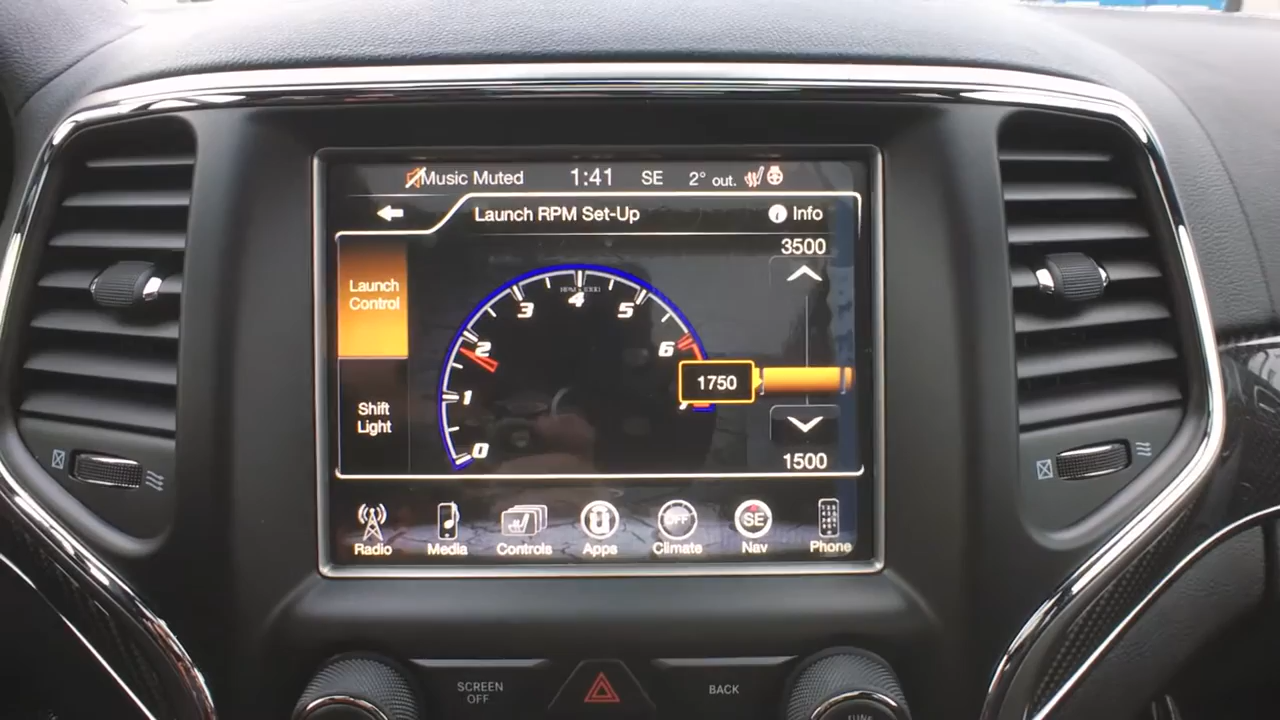 Music Muted 1:41 SE 2° out.
Launch RPM Set-Up
Info
3500
Launch
Control
Shift
Light
0
1
2
3
4
5
6
1750
1500
Radio
Media
Controls
Apps
OFF
Climate
SE
Nav
Phone
SCREEN
OFF
BACK